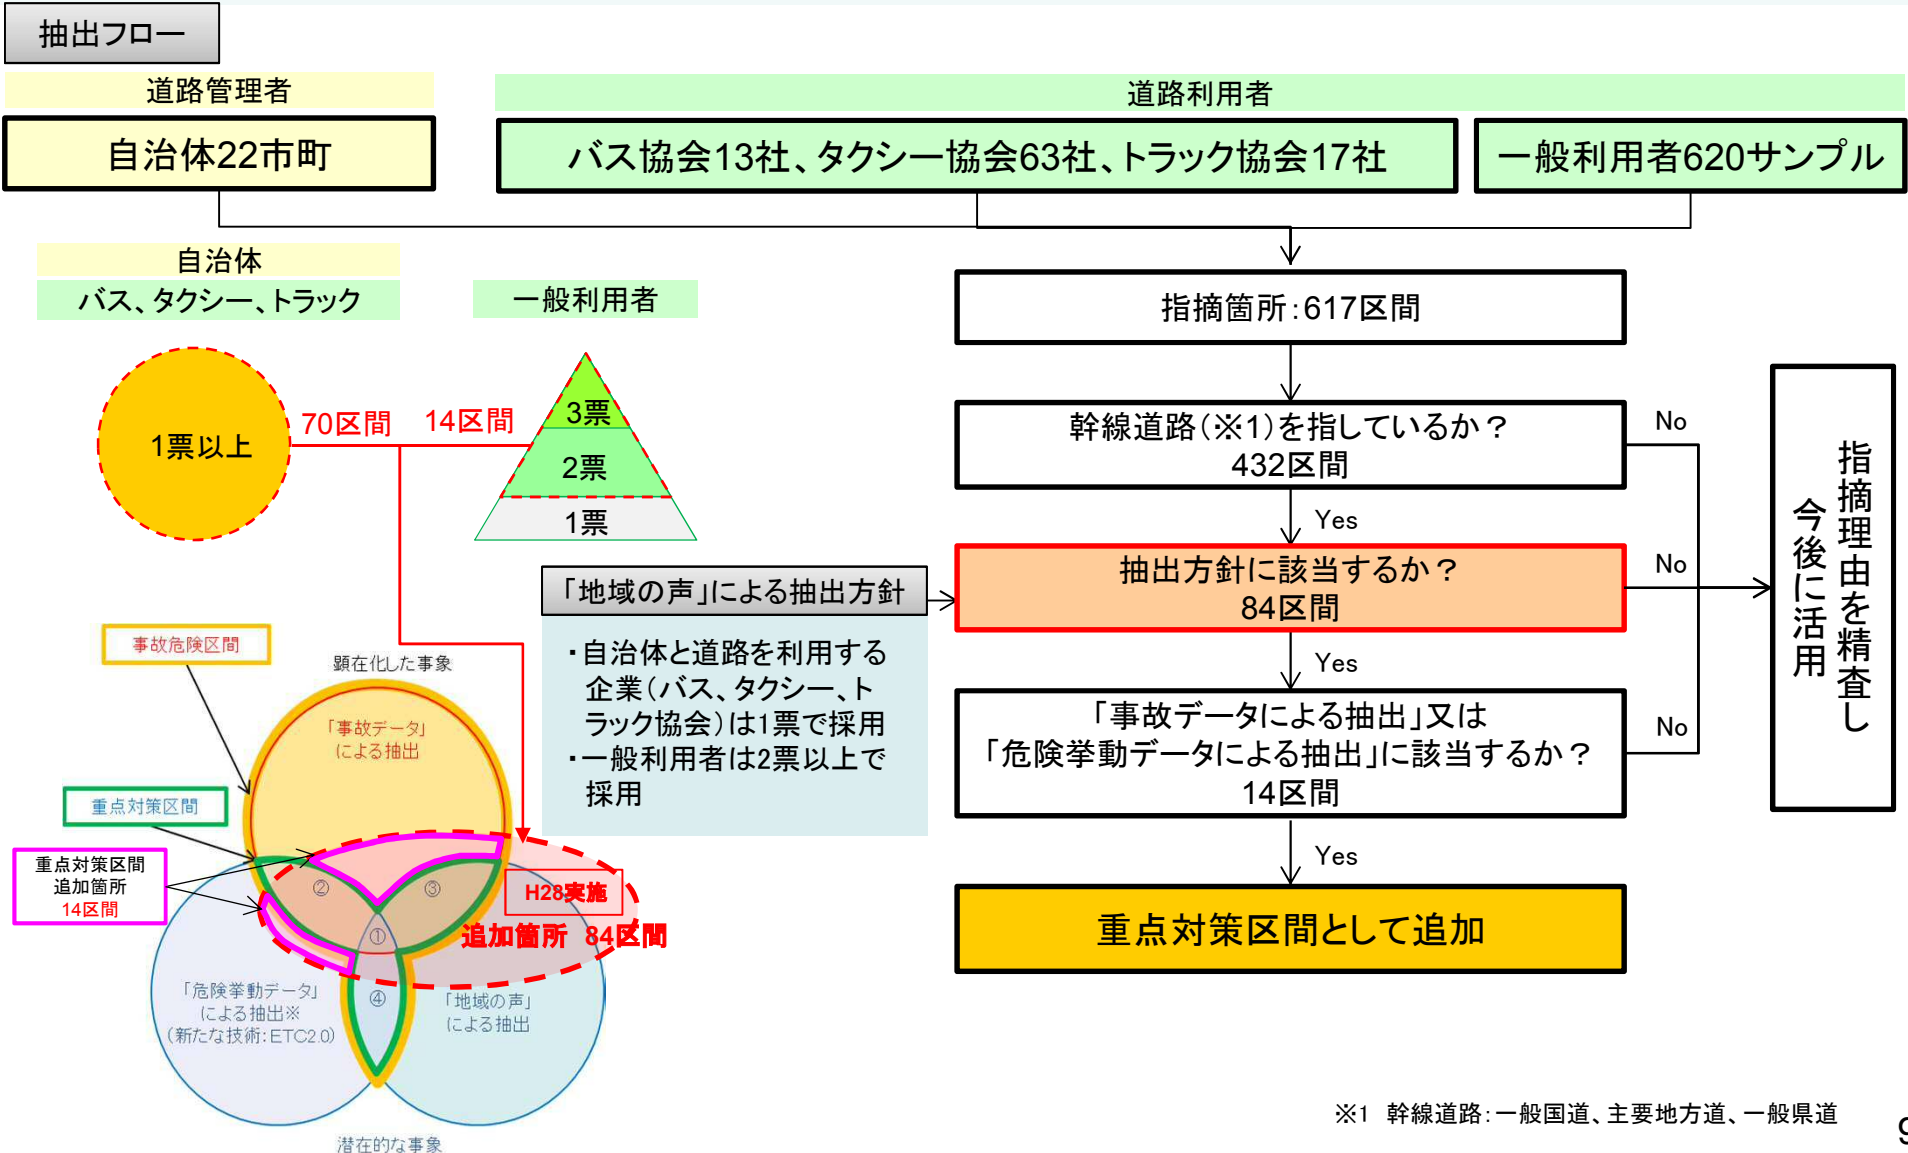 抽出フロー
道路管理者
道路利用者
自治体22市町
バス協会13社、タクシー協会63社、トラック協会17社
一般利用者620サンプル
自治体
バス、タクシー、トラック
一般利用者
1票以上
70区間
14区間
3票
2票
1票
指摘箇所:617区間
幹線道路(※1)を指しているか?
432区間
No
Yes
「地域の声」による抽出方針
・自治体と道路を利用する
企業(バス、タクシー、ト
ラック協会)は1票で採用
・一般利用者は2票以上で
採用
抽出方針に該当するか?
84区間
No
Yes
「事故データによる抽出」又は
「危険挙動データによる抽出」に該当するか?
14区間
No
Yes
重点対策区間として追加
指摘理由を精査し
今後に活用
事故危険区間
顕在化した事象
「事故データ」
による抽出
重点対策区間
重点対策区間
追加箇所
14区間
②
③
①
④
H28実施
追加箇所 84区間
「危険挙動データ」
による抽出※
(新たな技術:ETC2.0)
「地域の声」
による抽出
潜在的な事象
※1 幹線道路:一般国道、主要地方道、一般県道
9